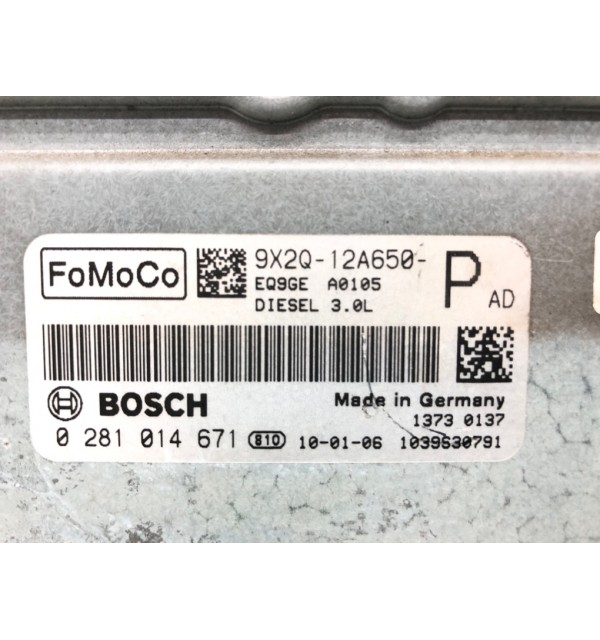 FoMoCo 9X2Q-12A650- P AD
EQ9GE A0105
DIESEL 3.0L
BOSCH Made in Germany
1373 0137
0 281 014 671 810 10-01-06 1039S30791